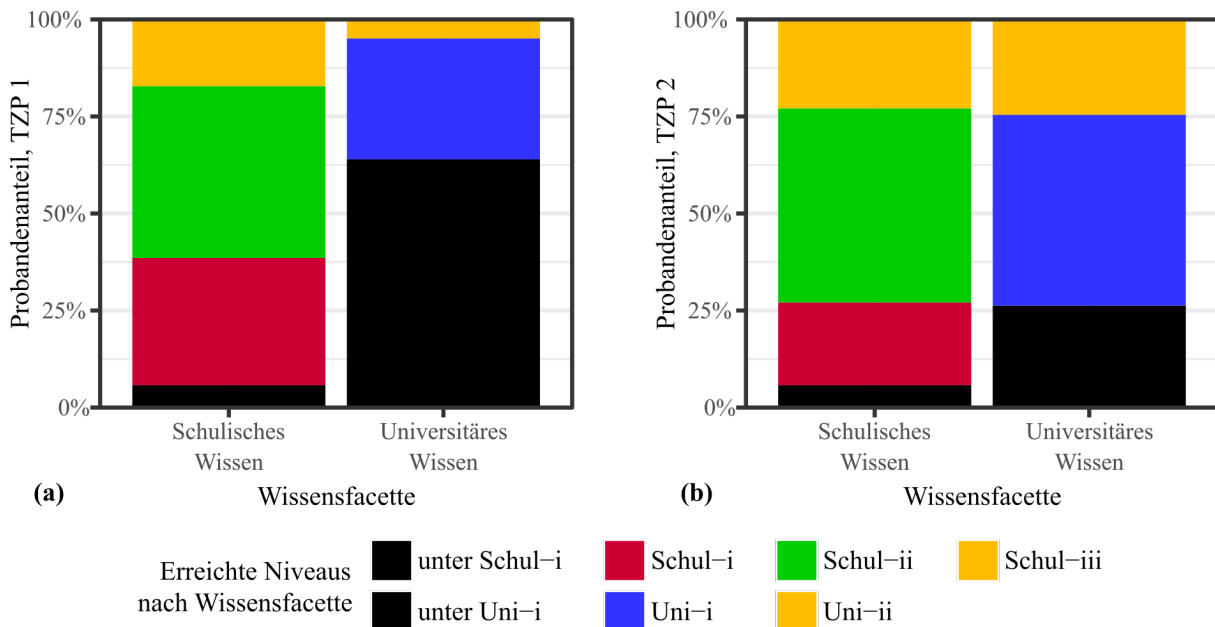 100%
75%
50%
25%
0%
Probandenanteil, TZP 1
Schulisches
Wissen
Universitäres
Wissen
(a)
Wissensfacette
100%
75%
50%
25%
0%
Probandenanteil, TZP 2
Schulisches
Wissen
Universitäres
Wissen
(b)
Wissensfacette
Erreichte Niveaus
nach Wissensfacette
unter Schul−i
Schul−i
Schul−ii
Schul−iii
unter Uni−i
Uni−i
Uni−ii